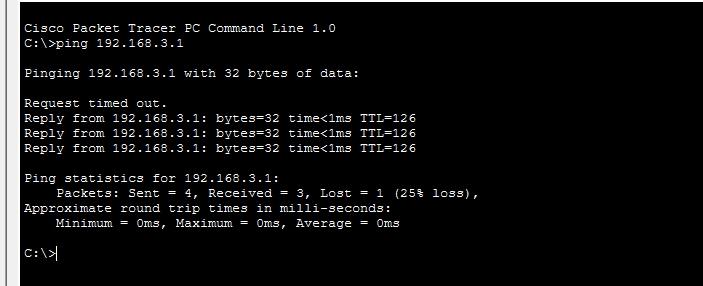 Cisco Packet Tracer PC Command Line 1.0
C:\>ping 192.168.3.1
Pinging 192.168.3.1 with 32 bytes of data:
Request timed out.
Reply from 192.168.3.1: bytes=32 time<1ms TTL=126
Reply from 192.168.3.1: bytes=32 time<1ms TTL=126
Reply from 192.168.3.1: bytes=32 time<1ms TTL=126
Ping statistics for 192.168.3.1:
    Packets: Sent = 4, Received = 3, Lost = 1 (25% loss),
Approximate round trip times in milli-seconds:
    Minimum = 0ms, Maximum = 0ms, Average = 0ms
C:\>